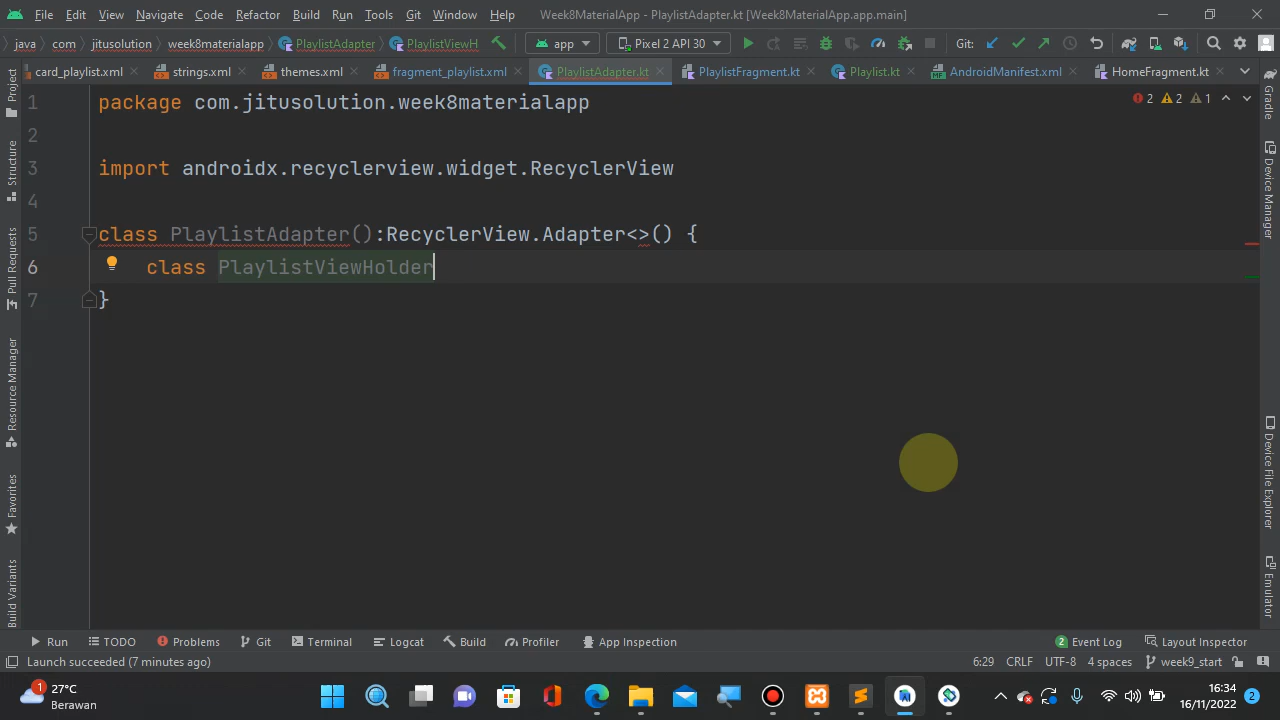 File Edit View Navigate Code Refactor Build Run Tools Git Window Help Week8MaterialApp - PlaylistAdapter.kt [Week8MaterialApp.app.main]
java com jitusolution week8materialapp PlaylistAdapter PlaylistViewH app Pixel 2 API 30 Git:
card_playlist.xml strings.xml themes.xml fragment_playlist.xml PlaylistAdapter.kt PlaylistFragment.kt Playlist.kt AndroidManifest.xml HomeFragment.kt
Project
Structure
Pull Requests
Resource Manager
Favorites
Build Variants
2 2 1
1 package com.jitusolution.week8materialapp
2
3 import androidx.recyclerview.widget.RecyclerView
4
5 class PlaylistAdapter():RecyclerView.Adapter<>() {
6 class PlaylistViewHolder
7 }
Gradle
Device Manager
Device File Explorer
Emulator
Run TODO Problems Git Terminal Logcat Build Profiler App Inspection 2 Event Log Layout Inspector
Launch succeeded (7 minutes ago) 6:29 CRLF UTF-8 4 spaces week9_start
1 27°C
Berawan
16:34
16/11/2022 2